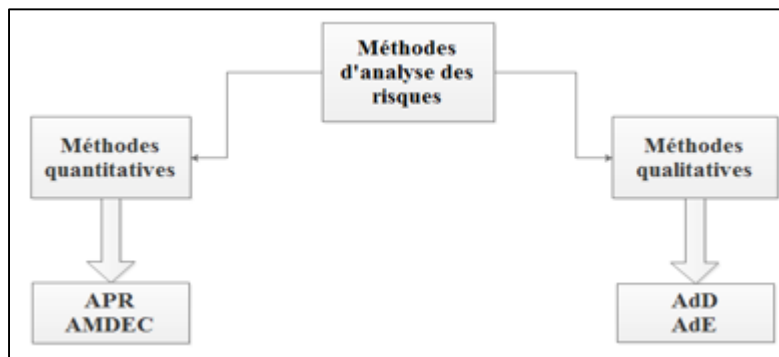 Méthodes
d'analyse des
risques
Méthodes
quantitatives
Méthodes
qualitatives
APR
AMDEC
AdD
AdE